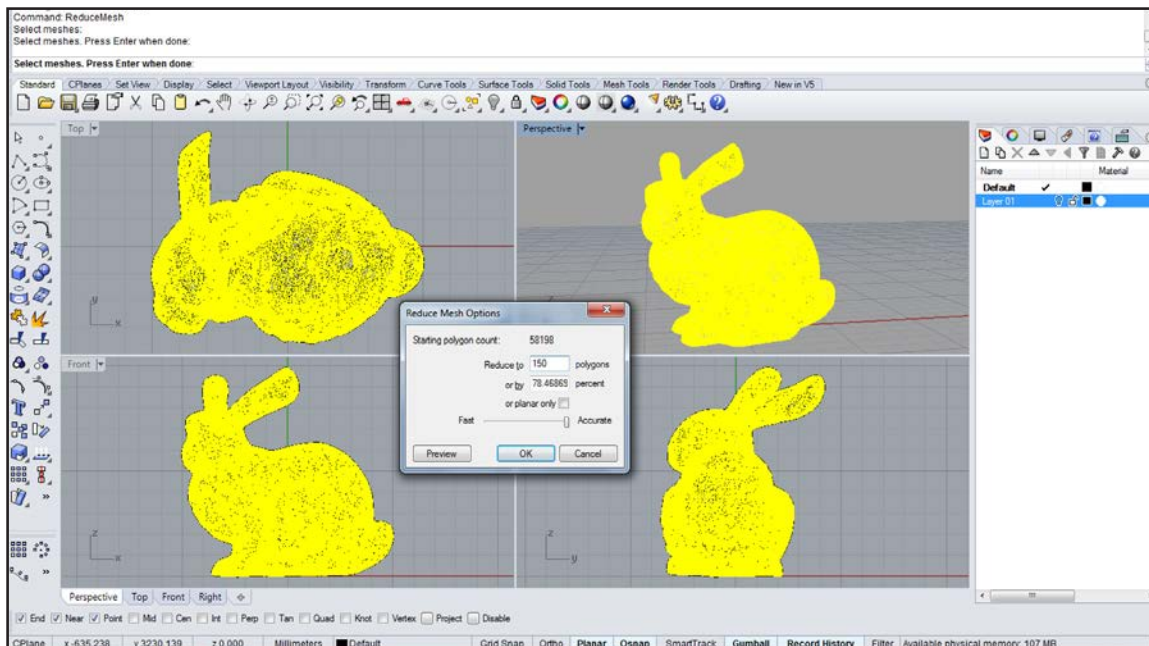 Command: ReduceMesh
Select meshes:
Select meshes. Press Enter when done:
Select meshes. Press Enter when done:
Standard CPlanes Set View Display Select Viewport Layout Visibility Transform Curve Tools Surface Tools Solid Tools Mesh Tools Render Tools Drafting New in V5
Top
Perspective
Name Material
Default
Layer 01
y
x
z
Reduce Mesh Options
Starting polygon count: 58198
Reduce to 150 polygons
or by 78.46869 percent
or planar only
Fast Accurate
Preview OK Cancel
Front
z
x
z
y
Perspective Top Front Right
End Near Point Mid Cen Int Perp Tan Quad Knot Vertex Project Disable
CPlane x -635.238 y 3230.139 z 0.000 Millimeters Default Grid Snap Ortho Planar Osnap SmartTrack Gumball Record History Filter Available physical memory: 107 MB